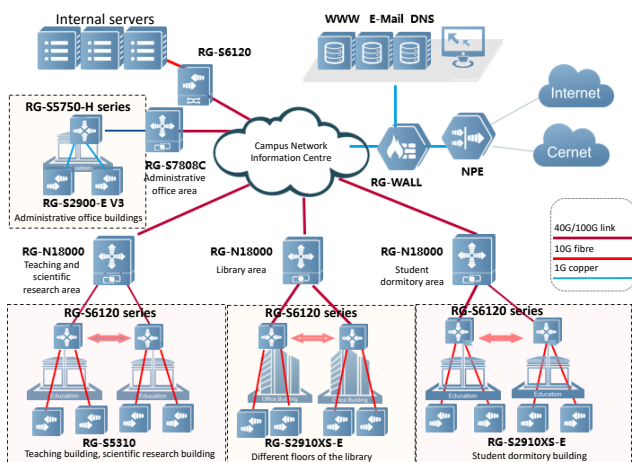 Internal servers
WWW E-Mail DNS
RG-S6120
RG-S5750-H series
Internet
Campus Network
Information Centre
Cernet
RG-S7808C
Administrative
office area
RG-WALL
NPE
Education
RG-S2900-E V3
Administrative office buildings
40G/100G link
10G fibre
1G copper
RG-N18000
Teaching and
scientific
research area
RG-N18000
Library area
RG-N18000
Student
dormitory area
RG-S6120 series
RG-S6120 series
RG-S6120 series
Education
Education
Office Building
Office Building
Education
Education
RG-S5310
Teaching building, scientific research building
RG-S2910XS-E
Different floors of the library
RG-S2910XS-E
Student dormitory building